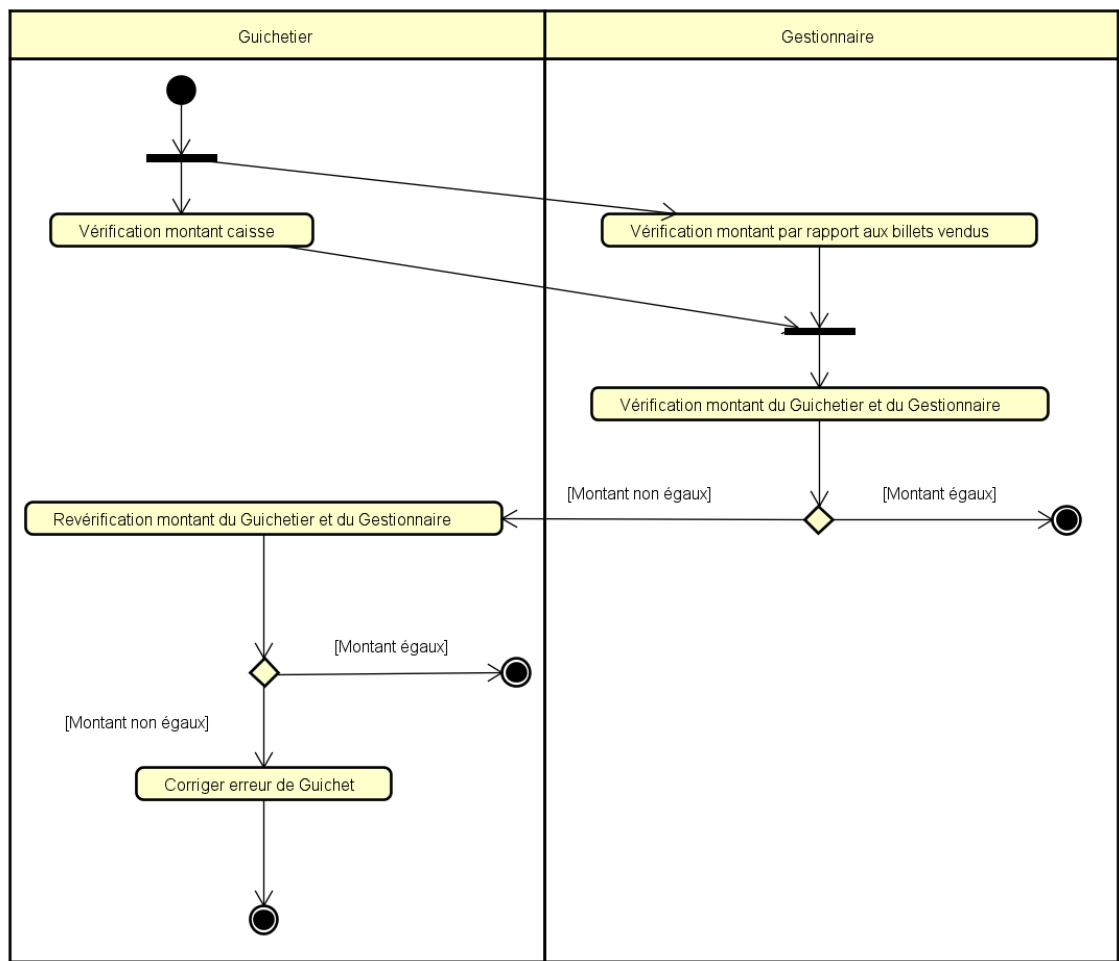 Guichetier
Gestionnaire
Vérification montant caisse
Vérification montant par rapport aux billets vendus
Vérification montant du Guichetier et du Gestionnaire
[Montant non égaux]
[Montant égaux]
Revérification montant du Guichetier et du Gestionnaire
[Montant égaux]
[Montant non égaux]
Corriger erreur de Guichet